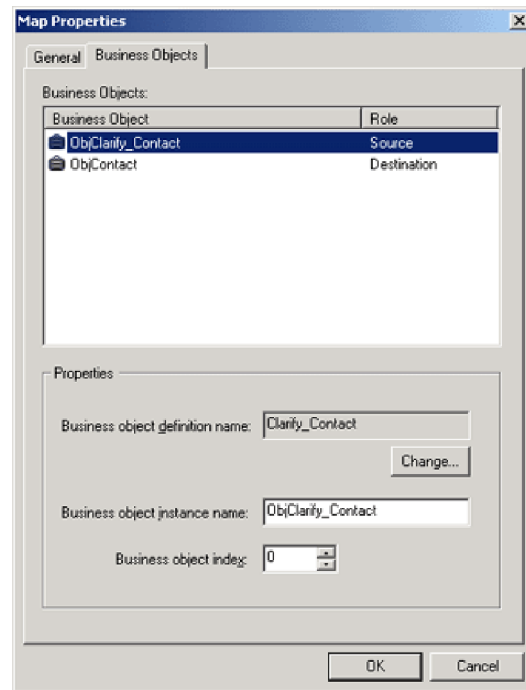 Map Properties
General Business Objects
Business Objects:
Business Object Role
ObjClarify_Contact Source
ObjContact Destination
Properties
Business object definition name: Clarify_Contact
Change...
Business object instance name: ObjClarify_Contact
Business object index: 0
OK Cancel